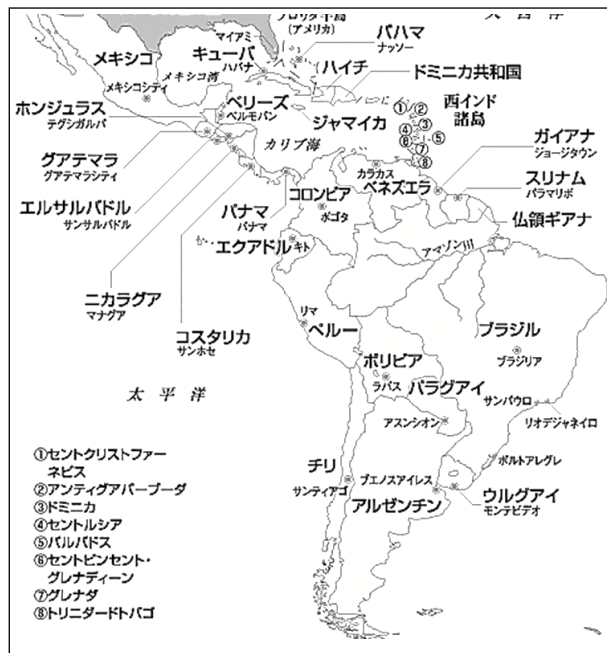 フロリダ半島
(アメリカ)
大西洋
マイアミ
バハマ
ナッソー
メキシコ
メキシコシティ
メキシコ湾
キューバ
ハバナ
ハイチ
ドミニカ共和国
ホンジュラス
テグシガルパ
ベリーズ
ベルモパン
ジャマイカ
西インド
諸島
① ②
③
④ ⑤
⑥
⑦
⑧
カリブ海
グアテマラ
グアテマラシティ
ガイアナ
ジョージタウン
カラカス
ベネズエラ
スリナム
パラマリボ
エルサルバドル
サンサルバドル
パナマ
パナマ
コロンビア
ボゴタ
仏領ギアナ
エクアドル
キト
アマゾン川
ニカラグア
マナグア
コスタリカ
サンホセ
リマ
ペルー
ブラジル
ブラジリア
ボリビア
ラパス
パラグアイ
アスンシオン
サンパウロ
リオデジャネイロ
太平洋
ポルトアレグレ
チリ
サンティアゴ
ブエノスアイレス
アルゼンチン
ウルグアイ
モンテビデオ
①セントクリストファー
ネビス
②アンティグアバーブーダ
③ドミニカ
④セントルシア
⑤バルバドス
⑥セントビンセント・
グレナディーン
⑦グレナダ
⑧トリニダードトバゴ